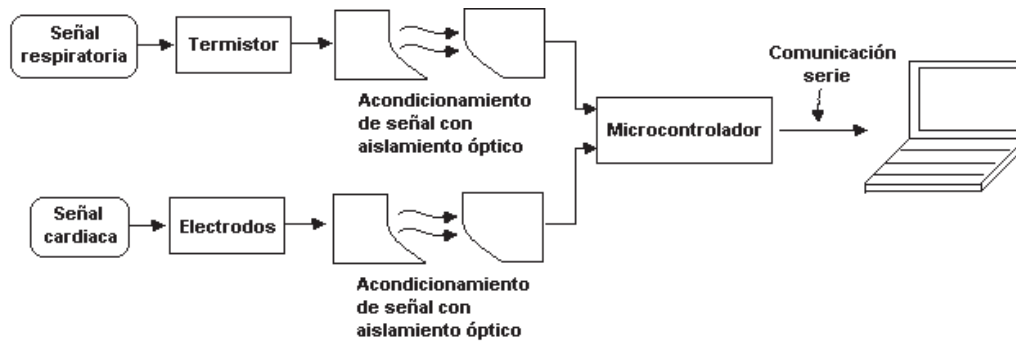 Señal
respiratoria
Termistor
Acondicionamiento
de señal con
aislamiento óptico
Microcontrolador
Comunicación
serie
Señal
cardiaca
Electrodos
Acondicionamiento
de señal con
aislamiento óptico